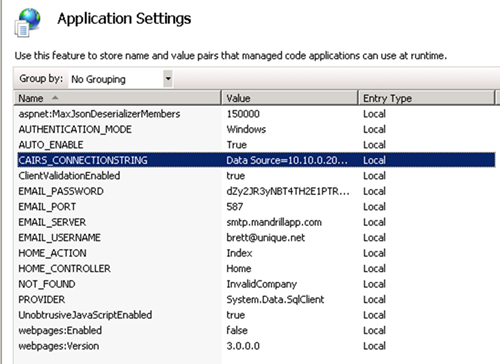 Application Settings
Use this feature to store name and value pairs that managed code applications can use at runtime.
Group by: No Grouping
Name Value Entry Type
aspnet:MaxJsonDeserializerMembers 150000 Local
AUTHENTICATION_MODE Windows Local
AUTO_ENABLE True Local
CAIRS_CONNECTIONSTRING Data Source=10.10.0.20... Local
ClientValidationEnabled true Local
EMAIL_PASSWORD dZy2JR3yNBT4TH2E1PTR... Local
EMAIL_PORT 587 Local
EMAIL_SERVER smtp.mandrillapp.com Local
EMAIL_USERNAME brett@unique.net Local
HOME_ACTION Index Local
HOME_CONTROLLER Home Local
NOT_FOUND InvalidCompany Local
PROVIDER System.Data.SqlClient Local
UnobtrusiveJavaScriptEnabled true Local
webpages:Enabled false Local
webpages:Version 3.0.0.0 Local